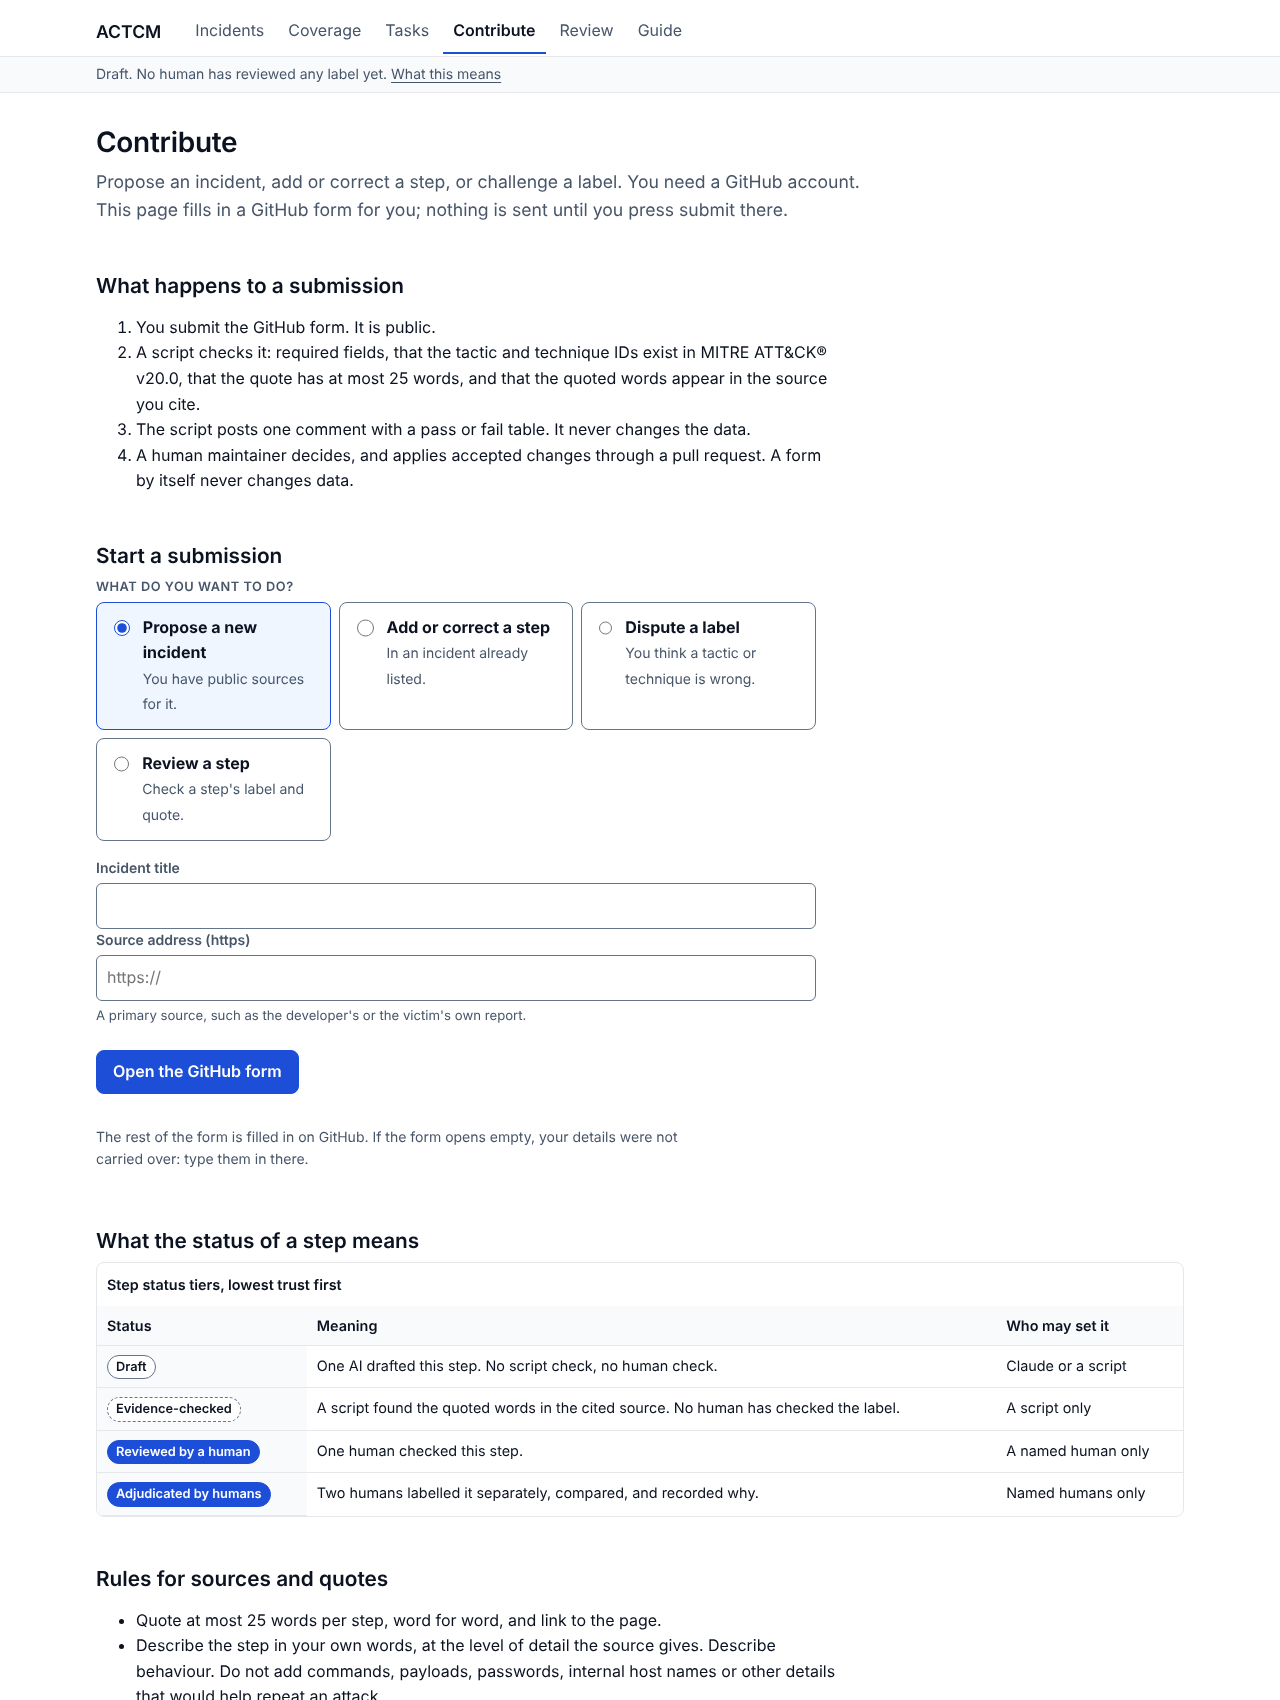 ACTCM Incidents Coverage Tasks Contribute Review Guide
Draft. No human has reviewed any label yet. What this means
Contribute
Propose an incident, add or correct a step, or challenge a label. You need a GitHub account.
This page fills in a GitHub form for you; nothing is sent until you press submit there.
What happens to a submission
1. You submit the GitHub form. It is public.
2. A script checks it: required fields, that the tactic and technique IDs exist in MITRE ATT&CK®
v20.0, that the quote has at most 25 words, and that the quoted words appear in the source
you cite.
3. The script posts one comment with a pass or fail table. It never changes the data.
4. A human maintainer decides, and applies accepted changes through a pull request. A form
by itself never changes data.
Start a submission
WHAT DO YOU WANT TO DO?
Propose a new
incident
You have public sources
for it.
Add or correct a step
In an incident already
listed.
Dispute a label
You think a tactic or
technique is wrong.
Review a step
Check a step's label and
quote.
Incident title
Source address (https)
https://
A primary source, such as the developer's or the victim's own report.
Open the GitHub form
The rest of the form is filled in on GitHub. If the form opens empty, your details were not
carried over: type them in there.
What the status of a step means
Step status tiers, lowest trust first
Status Meaning Who may set it
Draft One AI drafted this step. No script check, no human check. Claude or a script
Evidence-checked A script found the quoted words in the cited source. No human has checked the label. A script only
Reviewed by a human One human checked this step. A named human only
Adjudicated by humans Two humans labelled it separately, compared, and recorded why. Named humans only
Rules for sources and quotes
• Quote at most 25 words per step, word for word, and link to the page.
• Describe the step in your own words, at the level of detail the source gives. Describe
behaviour. Do not add commands, payloads, passwords, internal host names or other details
that would help repeat an attack.